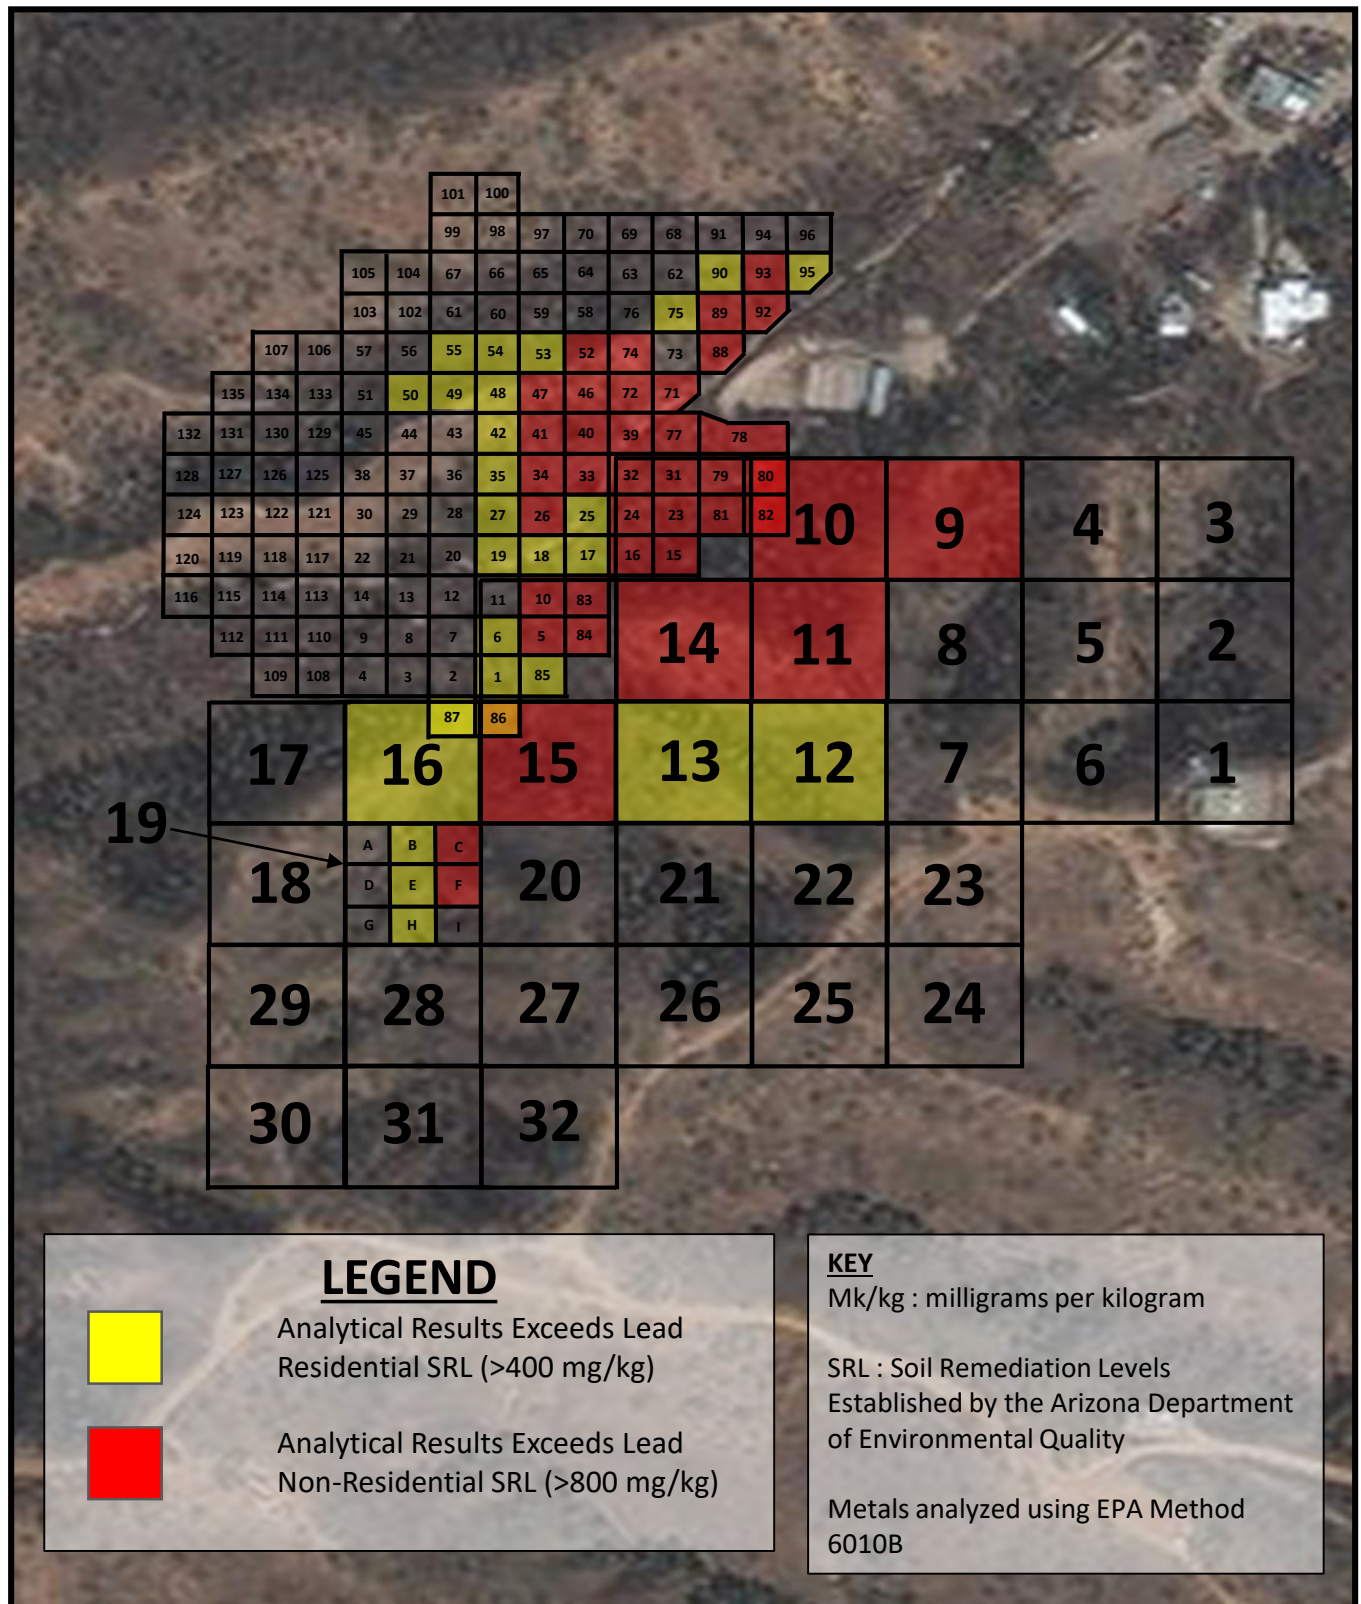 101 100
99 98 97 70 69 68 91 94 96
105 104 67 66 65 64 63 62 90 93 95
103 102 61 60 59 58 76 75 89 92
107 106 57 56 55 54 53 52 74 73 88
135 134 133 51 50 49 48 47 46 72 71
132 131 130 129 45 44 43 42 41 40 39 77 78
128 127 126 125 38 37 36 35 34 33 32 31 79 80
124 123 122 121 30 29 28 27 26 25 24 23 81 82
10 9 4 3
120 119 118 117 22 21 20 19 18 17 16 15
116 115 114 113 14 13 12 11 10 83
112 111 110 9 8 7 6 5 84
14 11 8 5 2
109 108 4 3 2 1 85
87 86
17 16 15 13 12 7 6 1
19
A B C
18 D E F 20 21 22 23
G H I
29 28 27 26 25 24
30 31 32
LEGEND
Analytical Results Exceeds Lead
Residential SRL (>400 mg/kg)
Analytical Results Exceeds Lead
Non-Residential SRL (>800 mg/kg)
KEY
Mk/kg : milligrams per kilogram
SRL : Soil Remediation Levels
Established by the Arizona Department
of Environmental Quality
Metals analyzed using EPA Method
6010B